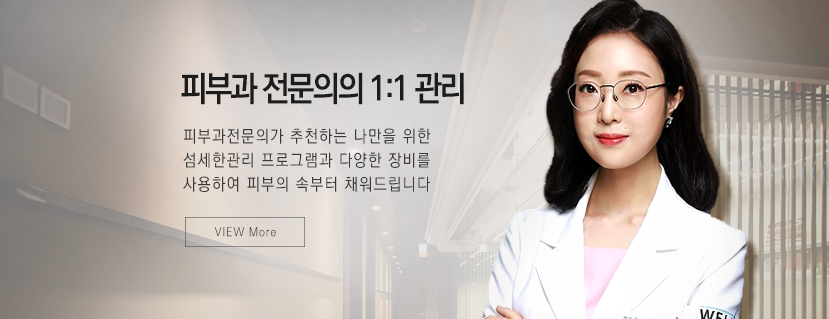 피부과 전문의의 1:1 관리
피부과전문의가 추천하는 나만을 위한
섬세한관리 프로그램과 다양한 장비를
사용하여 피부의 속부터 채워드립니다
VIEW More